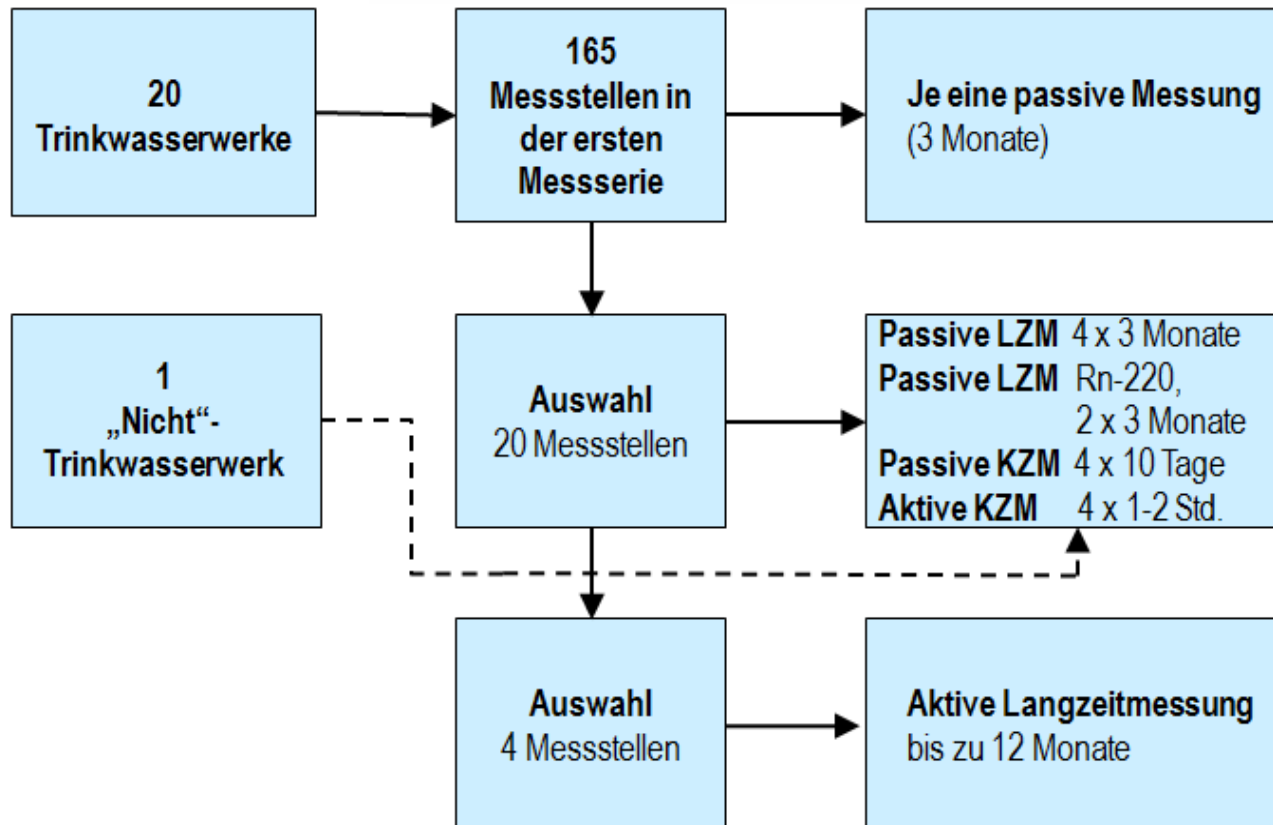 20
Trinkwasserwerke
165
Messstellen in
der ersten
Messserie
Je eine passive Messung
(3 Monate)
1
„Nicht“-
Trinkwasserwerk
Auswahl
20 Messstellen
Passive LZM 4 x 3 Monate
Passive LZM Rn-220,
2 x 3 Monate
Passive KZM 4 x 10 Tage
Aktive KZM 4 x 1-2 Std.
Auswahl
4 Messstellen
Aktive Langzeitmessung
bis zu 12 Monate